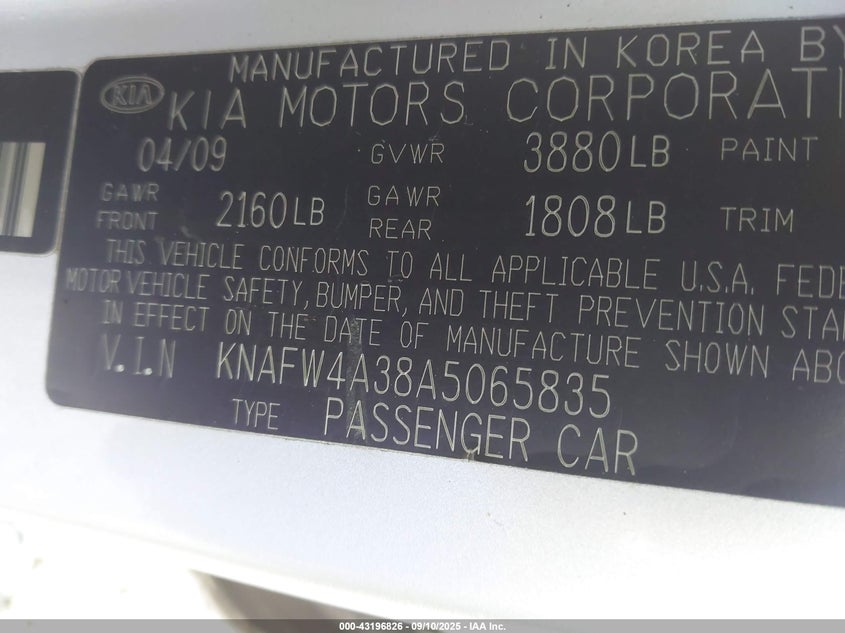 MANUFACTURED IN KOREA BY
KIA KIA MOTORS CORPORATI
04/09 GVWR 3880LB PAINT
GAWR FRONT 2160LB GAWR REAR 1808LB TRIM
THIS VEHICLE CONFORMS TO ALL APPLICABLE U.S.A. FEDE
MOTOR VEHICLE SAFETY, BUMPER, AND THEFT PREVENTION STA
IN EFFECT ON THE DATE OF MANUFACTURE SHOWN ABO
V.I.N KNAFW4A38A5065835
TYPE PASSENGER CAR
000-43196826 - 09/10/2025 - IAA Inc.